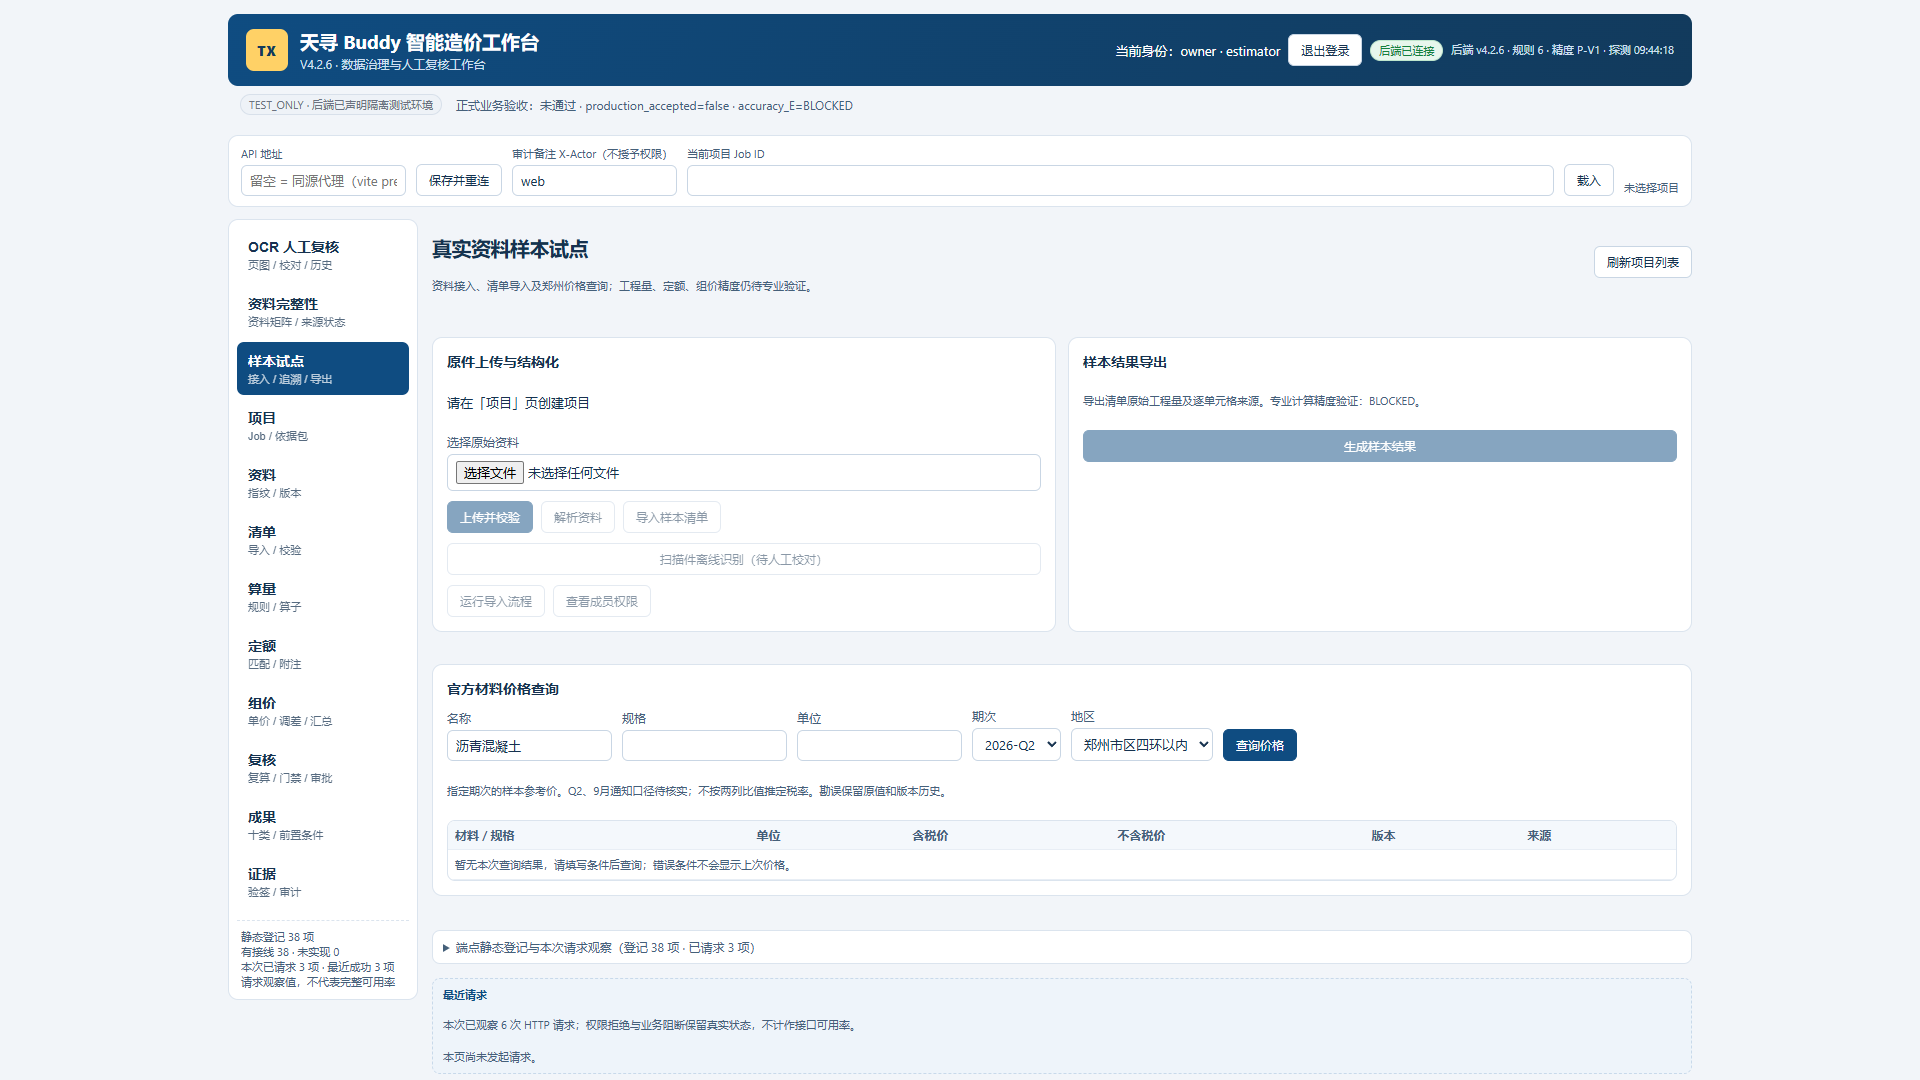 TX
天寻 Buddy 智能造价工作台
V4.2.6 · 数据治理与人工复核工作台
当前身份：owner · estimator
退出登录
后端已连接
后端 v4.2.6 · 规则 6 · 精度 P-V1 · 探测 09:44:18
TEST_ONLY · 后端已声明隔离测试环境
正式业务验收：未通过 · production_accepted=false · accuracy_E=BLOCKED
API 地址
留空 = 同源代理（vite pre
保存并重连
审计备注 X-Actor（不授予权限）
web
当前项目 Job ID
载入
未选择项目
OCR 人工复核
页图 / 校对 / 历史
资料完整性
资料矩阵 / 来源状态
样本试点
接入 / 追溯 / 导出
项目
Job / 依据包
资料
指纹 / 版本
清单
导入 / 校验
算量
规则 / 算子
定额
匹配 / 附注
组价
单价 / 调差 / 汇总
复核
复算 / 门禁 / 审批
成果
十类 / 前置条件
证据
验签 / 审计
静态登记 38 项
有接线 38 · 未实现 0
本次已请求 3 项 · 最近成功 3 项
请求观察值，不代表完整可用率
真实资料样本试点
资料接入、清单导入及郑州价格查询；工程量、定额、组价精度仍待专业验证。
刷新项目列表
原件上传与结构化
请在「项目」页创建项目
选择原始资料
选择文件 未选择任何文件
上传并校验
解析资料
导入样本清单
扫描件离线识别（待人工校对）
运行导入流程
查看成员权限
样本结果导出
导出清单原始工程量及逐单元格来源。专业计算精度验证：BLOCKED。
生成样本结果
官方材料价格查询
名称
沥青混凝土
规格
单位
期次
2026-Q2
地区
郑州市区四环以内
查询价格
指定期次的样本参考价。Q2、9月通知口径待核实；不按两列比值推定税率。勘误保留原值和版本历史。
材料 / 规格 单位 含税价 不含税价 版本 来源
暂无本次查询结果，请填写条件后查询；错误条件不会显示上次价格。
端点静态登记与本次请求观察（登记 38 项 · 已请求 3 项）
最近请求
本次已观察 6 次 HTTP 请求；权限拒绝与业务阻断保留真实状态，不计作接口可用率。
本页尚未发起请求。